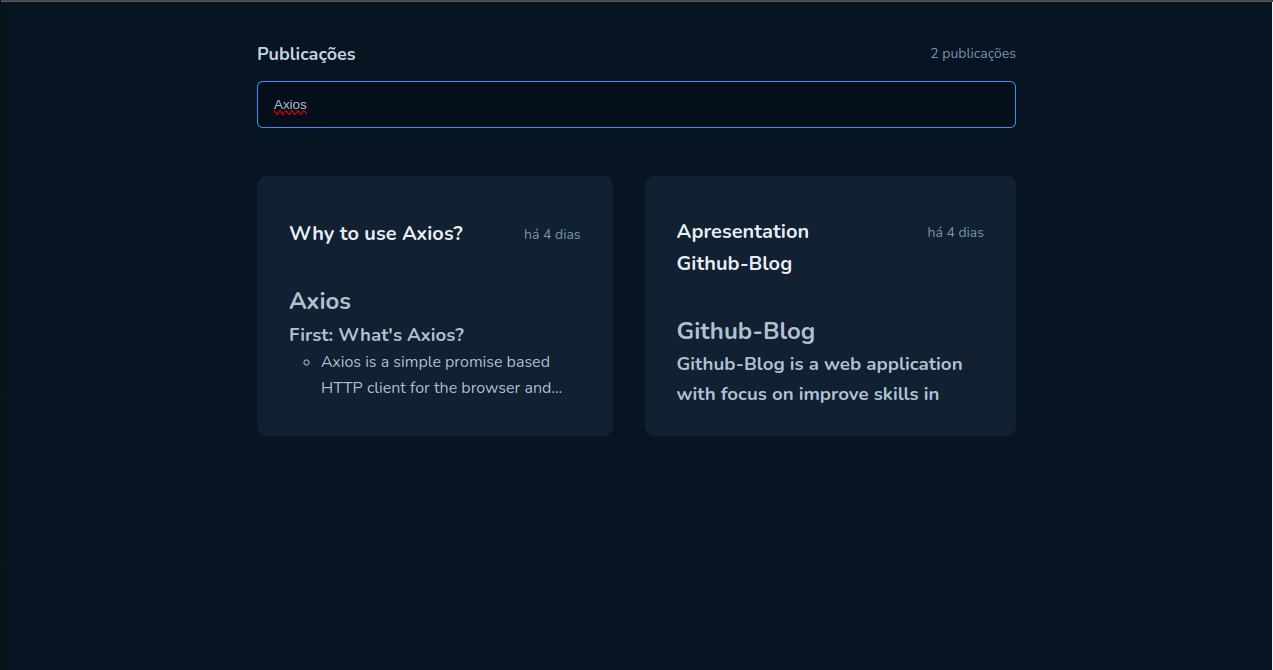 Publicações
2 publicações
Axios
Why to use Axios?
há 4 dias
Axios
First: What's Axios?
Axios is a simple promise based
HTTP client for the browser and...
Apresentation
há 4 dias
Github-Blog
Github-Blog
Github-Blog is a web application
with focus on improve skills in